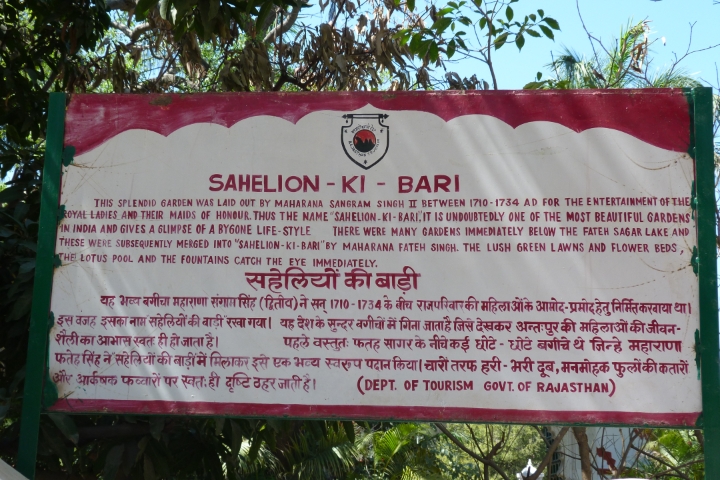 SAHELION - KI - BARI
THIS SPLENDID GARDEN WAS LAID OUT BY MAHARANA SANGRAM SINGH II BETWEEN 1710-1734 AD FOR THE ENTERTAINMENT OF THE
ROYAL LADIES AND THEIR MAIDS OF HONOUR. THUS THE NAME "SAHELION-KI-BARI". IT IS UNDOUBTEDLY ONE OF THE MOST BEAUTIFUL GARDENS
IN INDIA AND GIVES A GLIMPSE OF A BYGONE LIFE-STYLE THERE WERE MANY GARDENS IMMEDIATELY BELOW THE FATEH SAGAR LAKE AND
THESE WERE SUBSEQUENTLY MERGED INTO "SAHELION-KI-BARI" BY MAHARANA FATEH SINGH. THE LUSH GREEN LAWNS AND FLOWER BEDS,
THE LOTUS POOL AND THE FOUNTAINS CATCH THE EYE IMMEDIATELY.
सहेलियों की बाड़ी
यह भव्य बगीचा महाराणा संग्राम सिंह (द्वितीय) ने सन् 1710-1734 के बीच राजपरिवार की महिलाओं के आमोद-प्रमोद हेतु निर्मित करवाया था।
इस वजह इसका नाम सहेलियों की बाड़ी रखा गया। यह देश के सुन्दर बगीचों में गिना जाता है जिसे देखकर अन्तःपुर की महिलाओं की जीवन-
शैली का आभास स्वतः ही हो जाता है। पहले वस्तुतः फतह सागर के नीचे कई छोटे-छोटे बगीचे थे जिन्हे महाराणा
फतेह सिंह ने सहेलियों की बाड़ी में मिलाकर इसे एक भव्य स्वरूप प्रदान किया। चारों तरफ हरी-भरी दूब, मनमोहक फुलों की कतारों
और आर्कषक फव्वारों पर स्वतः ही दृष्टि ठहर जाती है। (DEPT. OF TOURISM GOVT. OF RAJASTHAN)